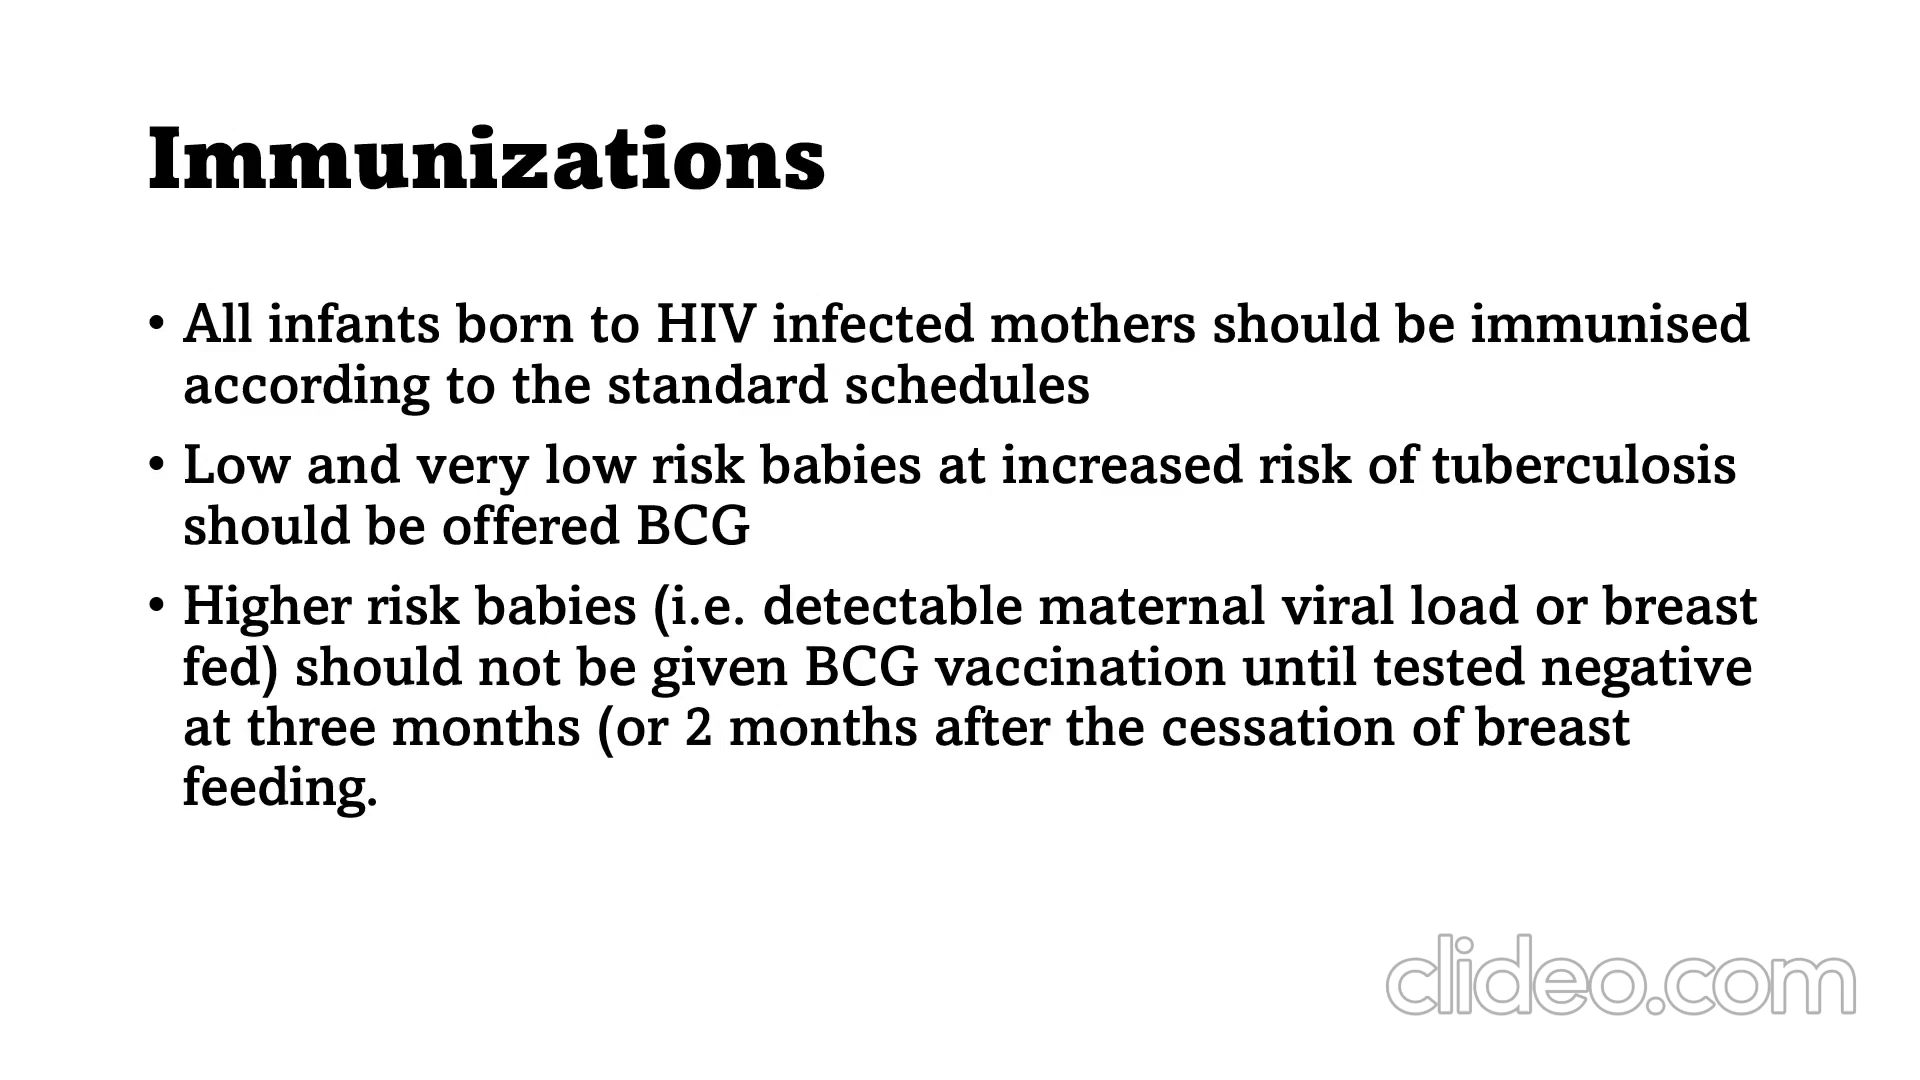 Immunizations
• All infants born to HIV infected mothers should be immunised
according to the standard schedules
• Low and very low risk babies at increased risk of tuberculosis
should be offered BCG
• Higher risk babies (i.e. detectable maternal viral load or breast
fed) should not be given BCG vaccination until tested negative
at three months (or 2 months after the cessation of breast
feeding.
clideo.com